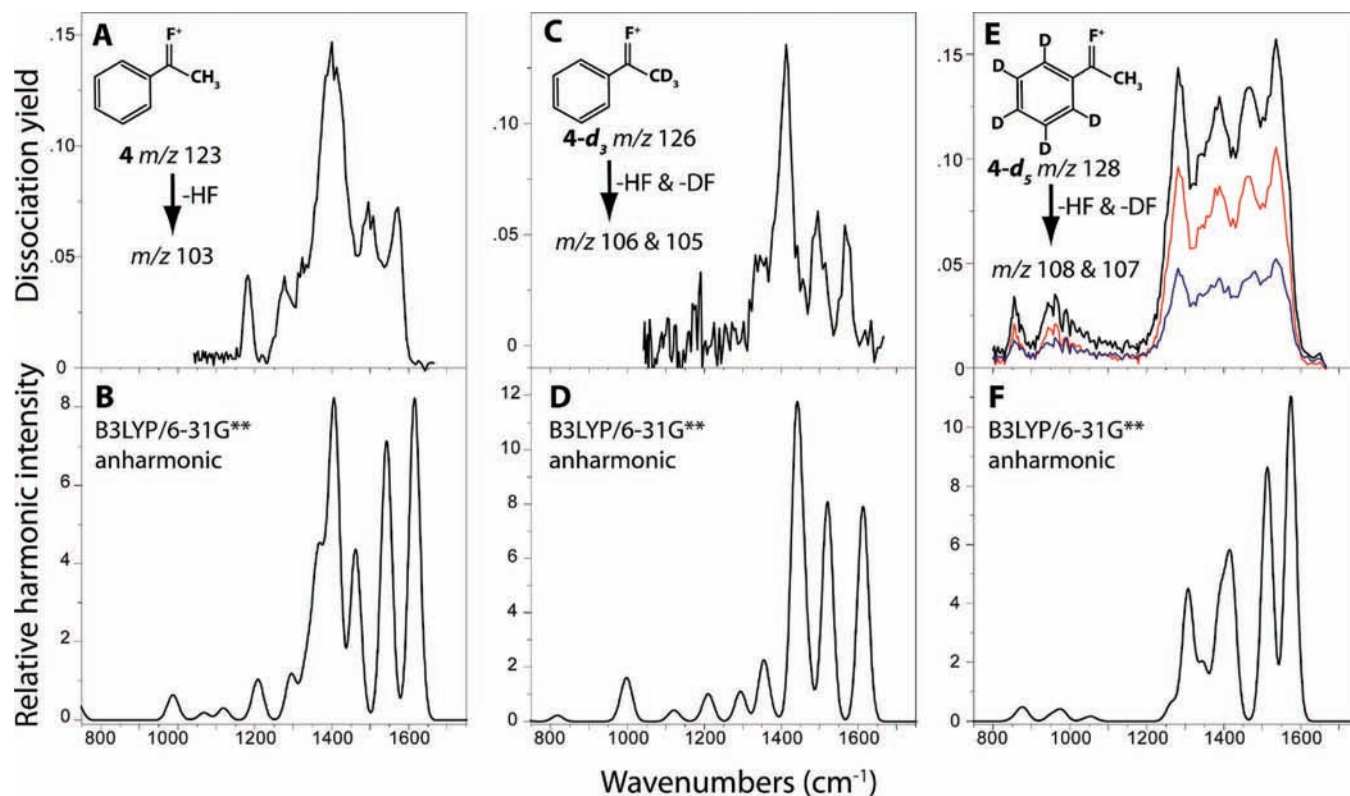 A
F+
CH3
4 m/z 123
-HF
m/z 103
.15
.10
.05
0
Dissociation yield
C
F+
CD3
4-d3 m/z 126
-HF & -DF
m/z 106 & 105
.10
.05
0
E
F+
D
D
D
D
D
CH3
4-d5 m/z 128
-HF & -DF
m/z 108 & 107
.15
.10
.05
0
B
B3LYP/6-31G**
anharmonic
8
6
4
2
0
800 1000 1200 1400 1600
Relative harmonic intensity
D
B3LYP/6-31G**
anharmonic
12
10
8
6
4
2
0
800 1000 1200 1400 1600
F
B3LYP/6-31G**
anharmonic
10
8
6
4
2
0
800 1000 1200 1400 1600
Wavenumbers (cm-1)